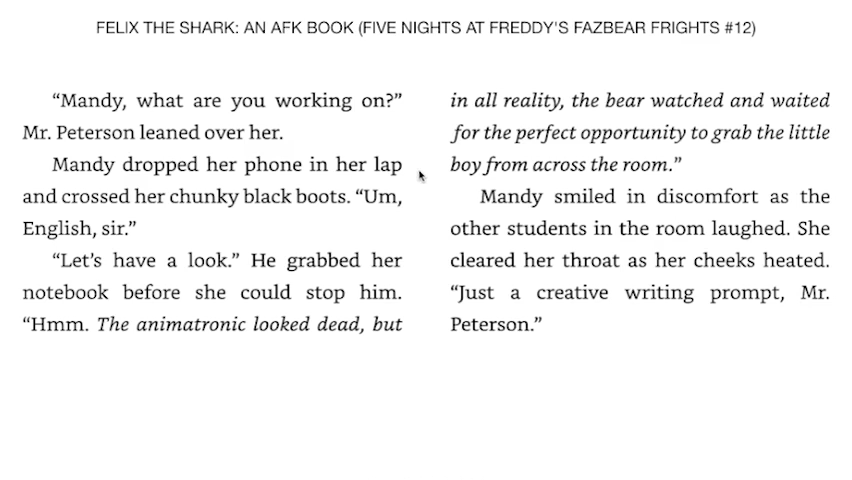 FELIX THE SHARK: AN AFK BOOK (FIVE NIGHTS AT FREDDY'S FAZBEAR FRIGHTS #12)
“Mandy, what are you working on?”
Mr. Peterson leaned over her.
Mandy dropped her phone in her lap
and crossed her chunky black boots. “Um,
English, sir.”
“Let’s have a look.” He grabbed her
notebook before she could stop him.
“Hmm. The animatronic looked dead, but
in all reality, the bear watched and waited
for the perfect opportunity to grab the little
boy from across the room.”
Mandy smiled in discomfort as the
other students in the room laughed. She
cleared her throat as her cheeks heated.
“Just a creative writing prompt, Mr.
Peterson.”